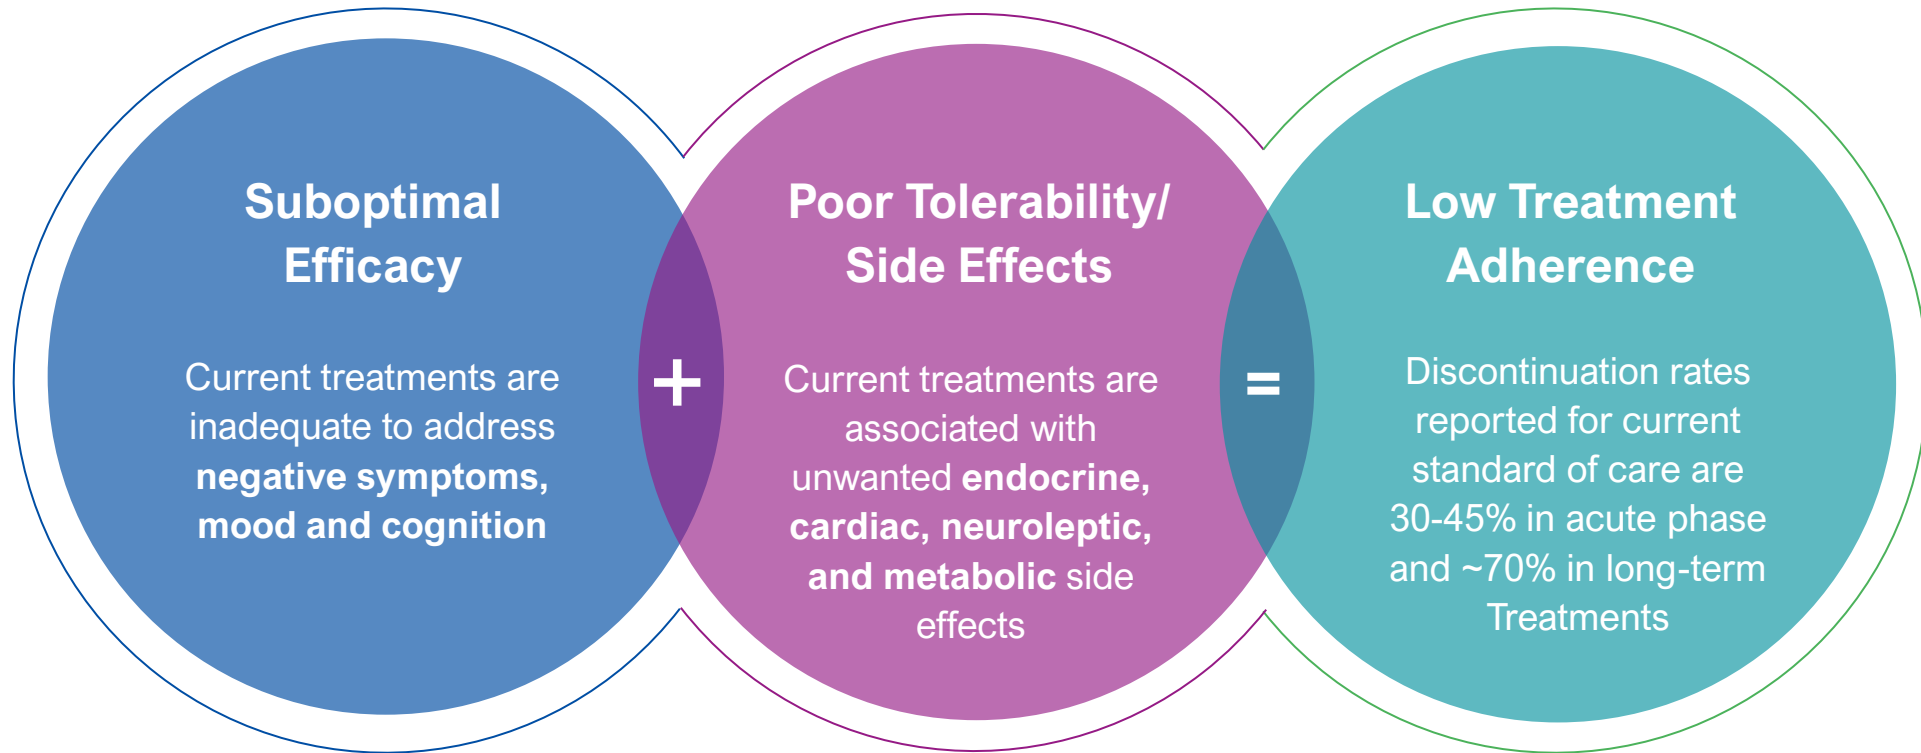 Suboptimal
Efficacy
Current treatments are
inadequate to address
negative symptoms,
mood and cognition
+
Poor Tolerability/
Side Effects
Current treatments are
associated with
unwanted endocrine,
cardiac, neuroleptic,
and metabolic side
effects
=
Low Treatment
Adherence
Discontinuation rates
reported for current
standard of care are
30-45% in acute phase
and ~70% in long-term
Treatments